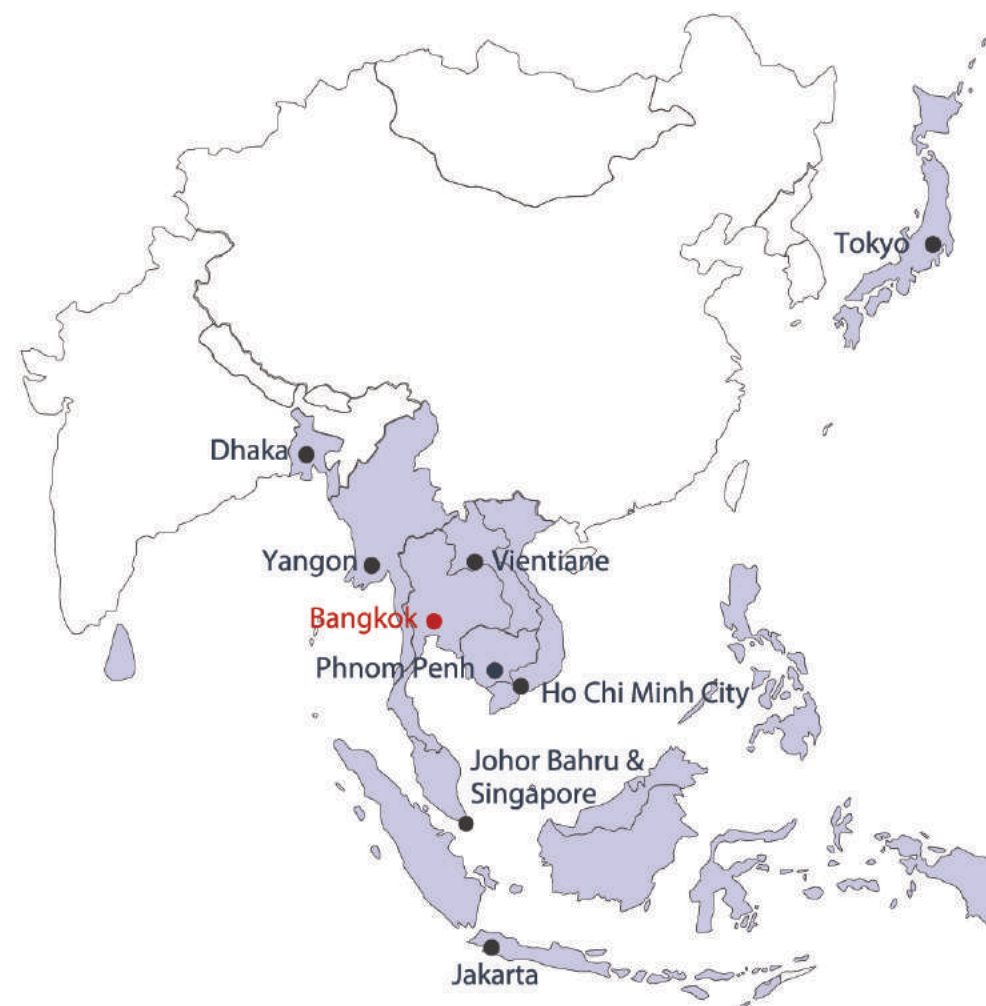 Tokyo
Dhaka
Yangon
Vientiane
Bangkok
Phnom Penh
Ho Chi Minh City
Johor Bahru &
Singapore
Jakarta